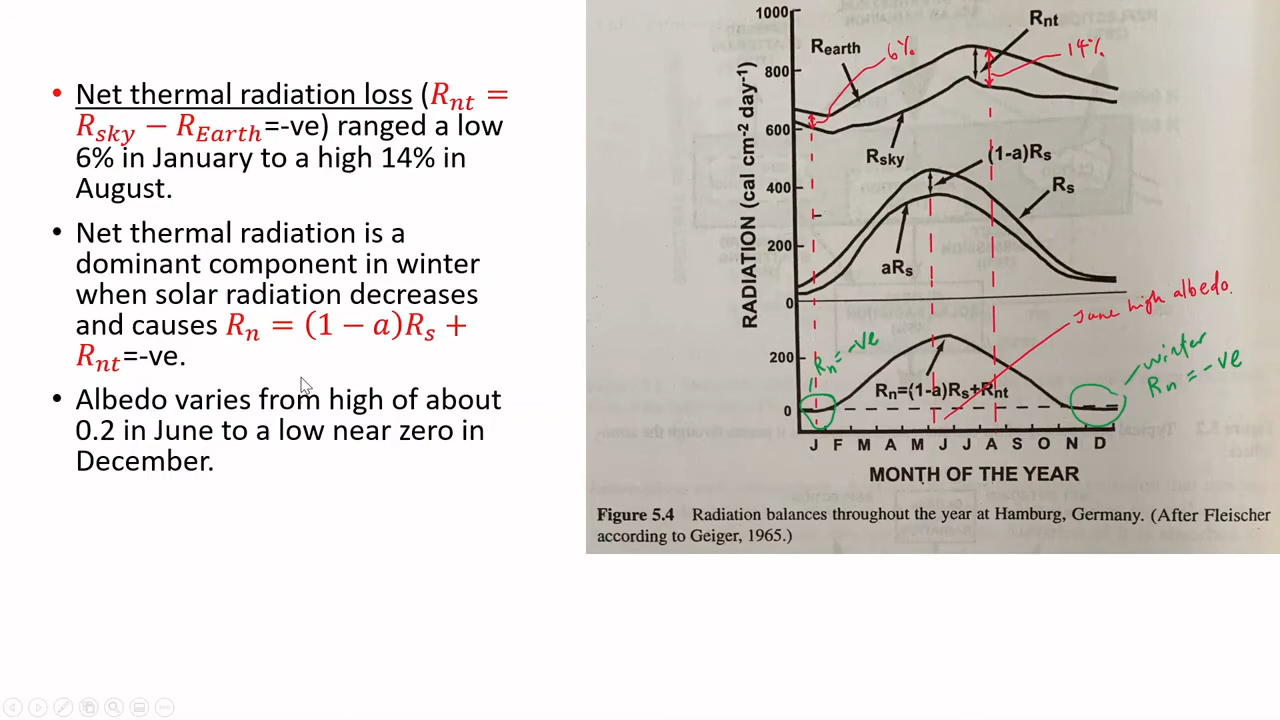 • Net thermal radiation loss (Rnt =
Rsky − REarth=-ve) ranged a low
6% in January to a high 14% in
August.
• Net thermal radiation is a
dominant component in winter
when solar radiation decreases
and causes Rn = (1 − a)Rs +
Rnt=-ve.
• Albedo varies from high of about
0.2 in June to a low near zero in
December.
RADIATION (cal cm-2 day-1)
1000
800
600
400
200
0
200
0
Rearth
6%
Rnt
14%
Rsky
(1-a)Rs
Rs
aRs
June high albedo.
Rn = -ve
Rn=(1-a)Rs+Rnt
winter
Rn = -ve
J F M A M J J A S O N D
MONTH OF THE YEAR
Figure 5.4 Radiation balances throughout the year at Hamburg, Germany. (After Fleischer
according to Geiger, 1965.)